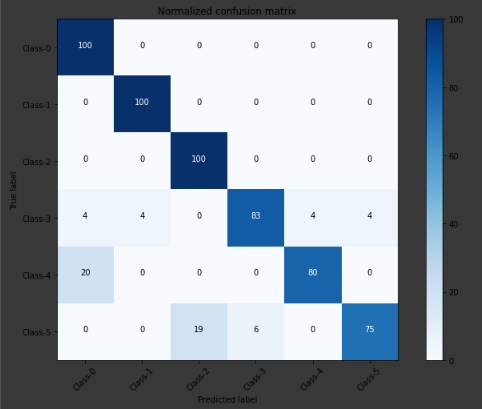 Normalized confusion matrix
Class-0 100 0 0 0 0 0
Class-1 0 100 0 0 0 0
Class-2 0 0 100 0 0 0
Class-3 4 4 0 83 4 4
Class-4 20 0 0 0 80 0
Class-5 0 0 19 6 0 75
Class-0 Class-1 Class-2 Class-3 Class-4 Class-5
Predicted label
True label
100
80
60
40
20
0